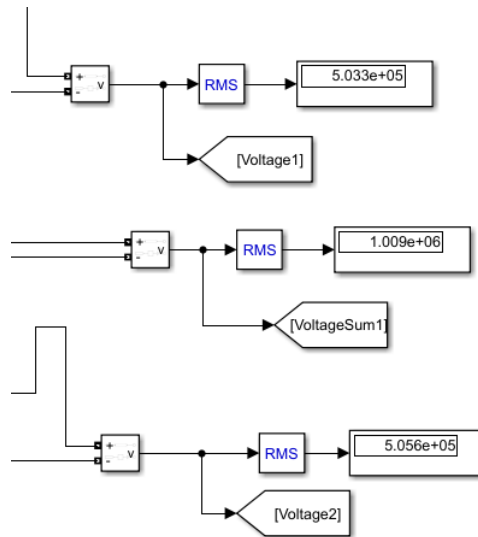 +
-
v
RMS
5.033e+05
[Voltage1]
+
-
v
RMS
1.009e+06
[VoltageSum1]
+
-
v
RMS
5.056e+05
[Voltage2]